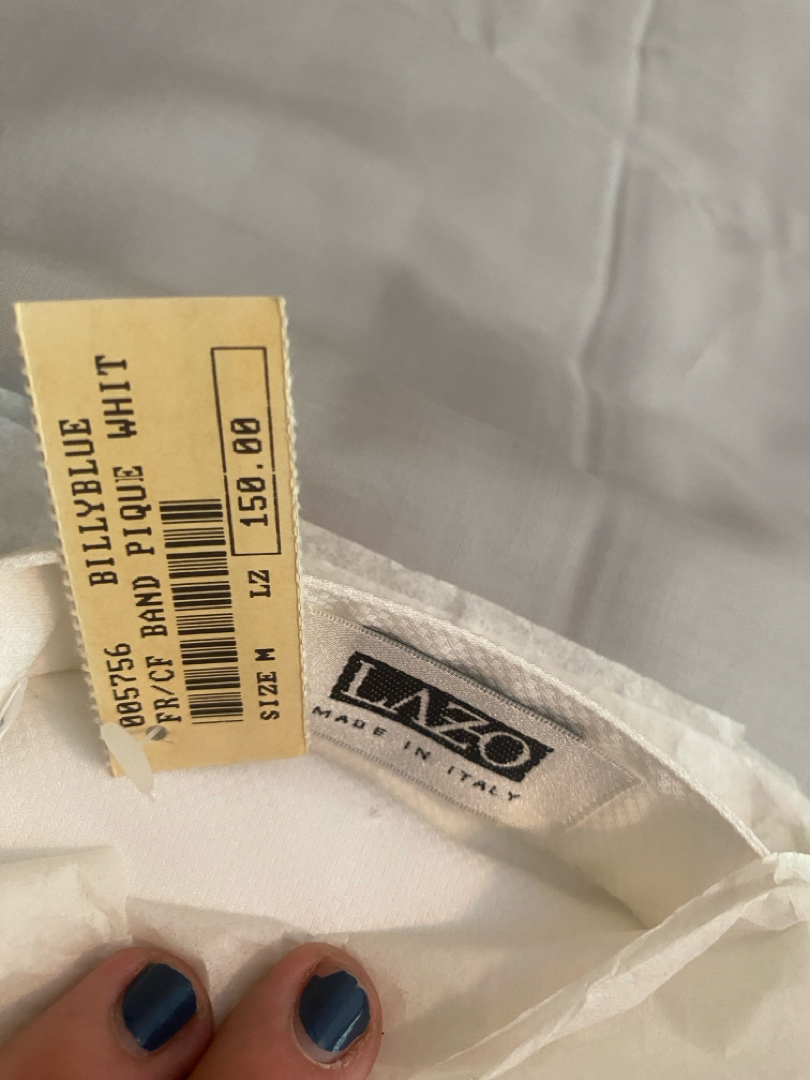 005756 BILLYBLUE
FR/CF BAND PIQUE WHIT
SIZE M LZ 150.00
LAZO
MADE IN ITALY